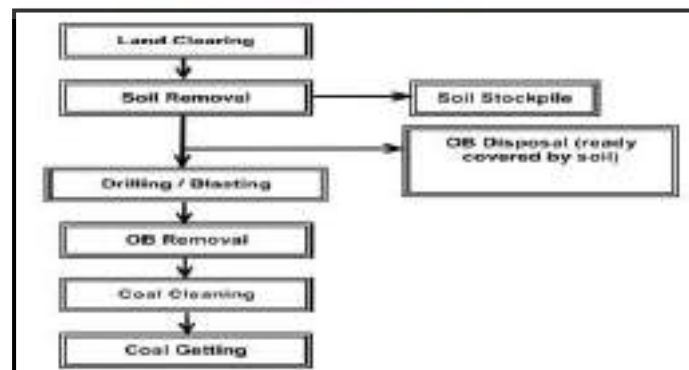 Land Clearing
Soil Removal
Soil Stockpile
OB Disposal (ready
covered by soil)
Drilling / Blasting
OB Removal
Coal Cleaning
Coal Getting